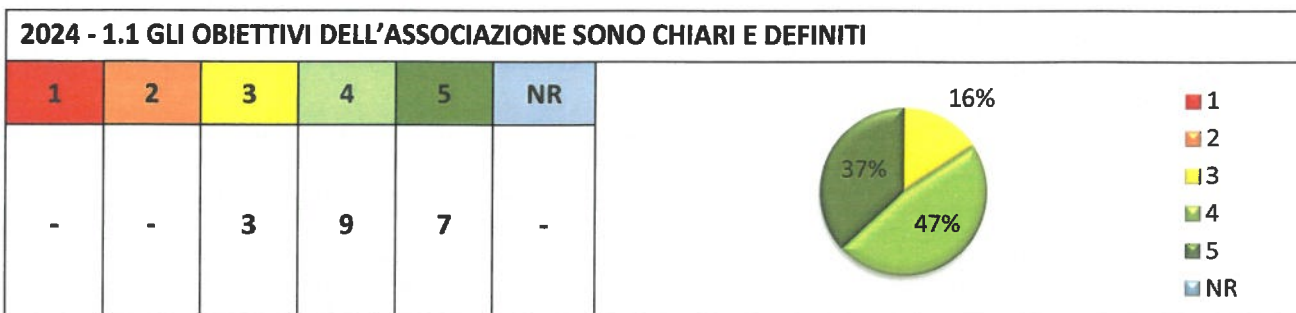 2024 - 1.1 GLI OBIETTIVI DELL'ASSOCIAZIONE SONO CHIARI E DEFINITI
1 2 3 4 5 NR
- - 3 9 7 -
16%
37%
47%
1
2
3
4
5
NR